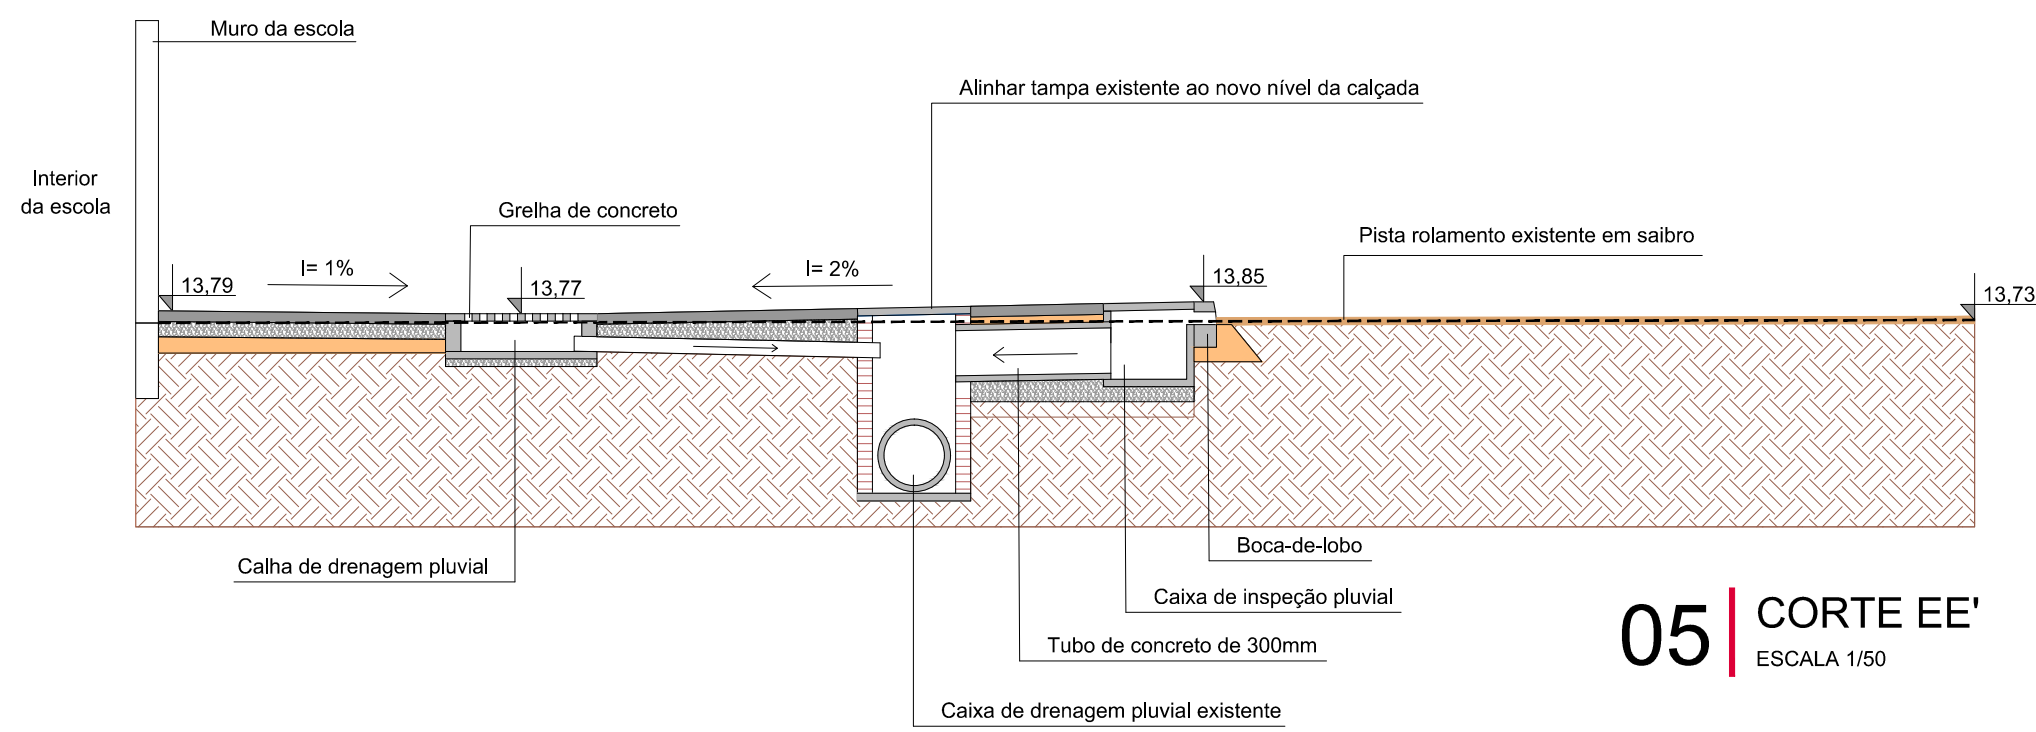 Muro da escola
Alinhar tampa existente ao novo nível da calçada
Interior
da escola
Grelha de concreto
Pista rolamento existente em saibro
I= 1%
I= 2%
13,79
13,77
13,85
13,73
Boca-de-lobo
Calha de drenagem pluvial
Caixa de inspeção pluvial
Tubo de concreto de 300mm
Caixa de drenagem pluvial existente
05
CORTE EE'
ESCALA 1/50